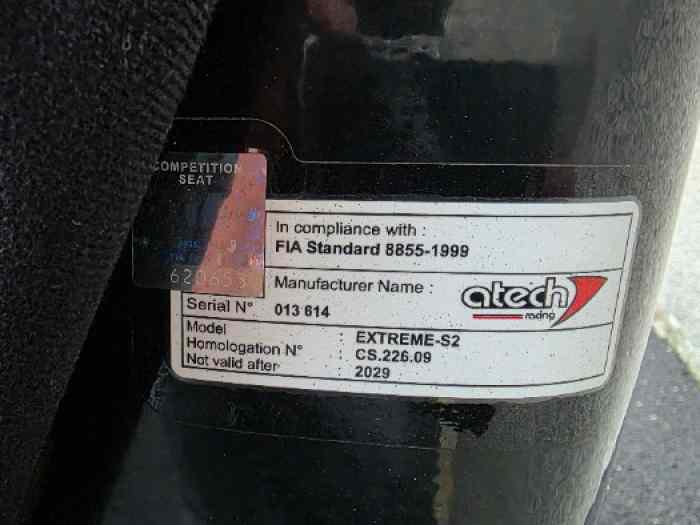 COMPETITION
SEAT
620653
In compliance with :
FIA Standard 8855-1999
Manufacturer Name :
atech
racing
Serial N° 013 614
Model : EXTREME-S2
Homologation N° : CS.226.09
Not valid after : 2029